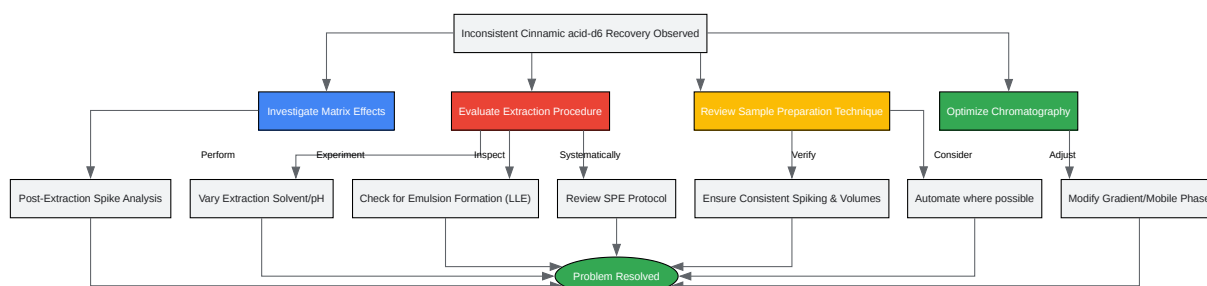 Inconsistent Cinnamic acid-d6 Recovery Observed
Investigate Matrix Effects
Evaluate Extraction Procedure
Review Sample Preparation Technique
Optimize Chromatography
Perform
Experiment
Inspect
Systematically
Verify
Consider
Adjust
Post-Extraction Spike Analysis
Vary Extraction Solvent/pH
Check for Emulsion Formation (LLE)
Review SPE Protocol
Ensure Consistent Spiking & Volumes
Automate where possible
Modify Gradient/Mobile Phase
Problem Resolved